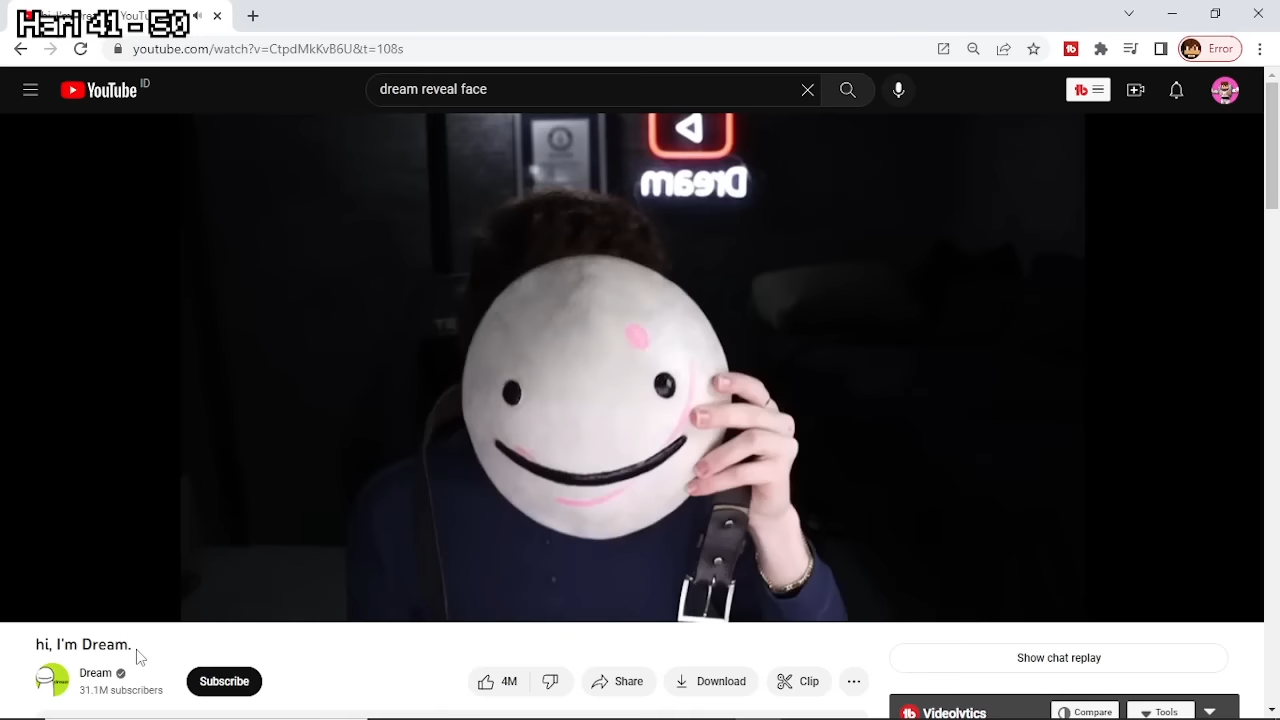 Hari 41 - 50
youtube.com/watch?v=CtpdMkKvB6U&t=108s
Error
YouTube ID
dream reveal face
Dream
hi, I'm Dream.
Dream
31.1M subscribers
Subscribe
4M
Share
Download
Clip
Show chat replay
Videolytics
Compare
Tools